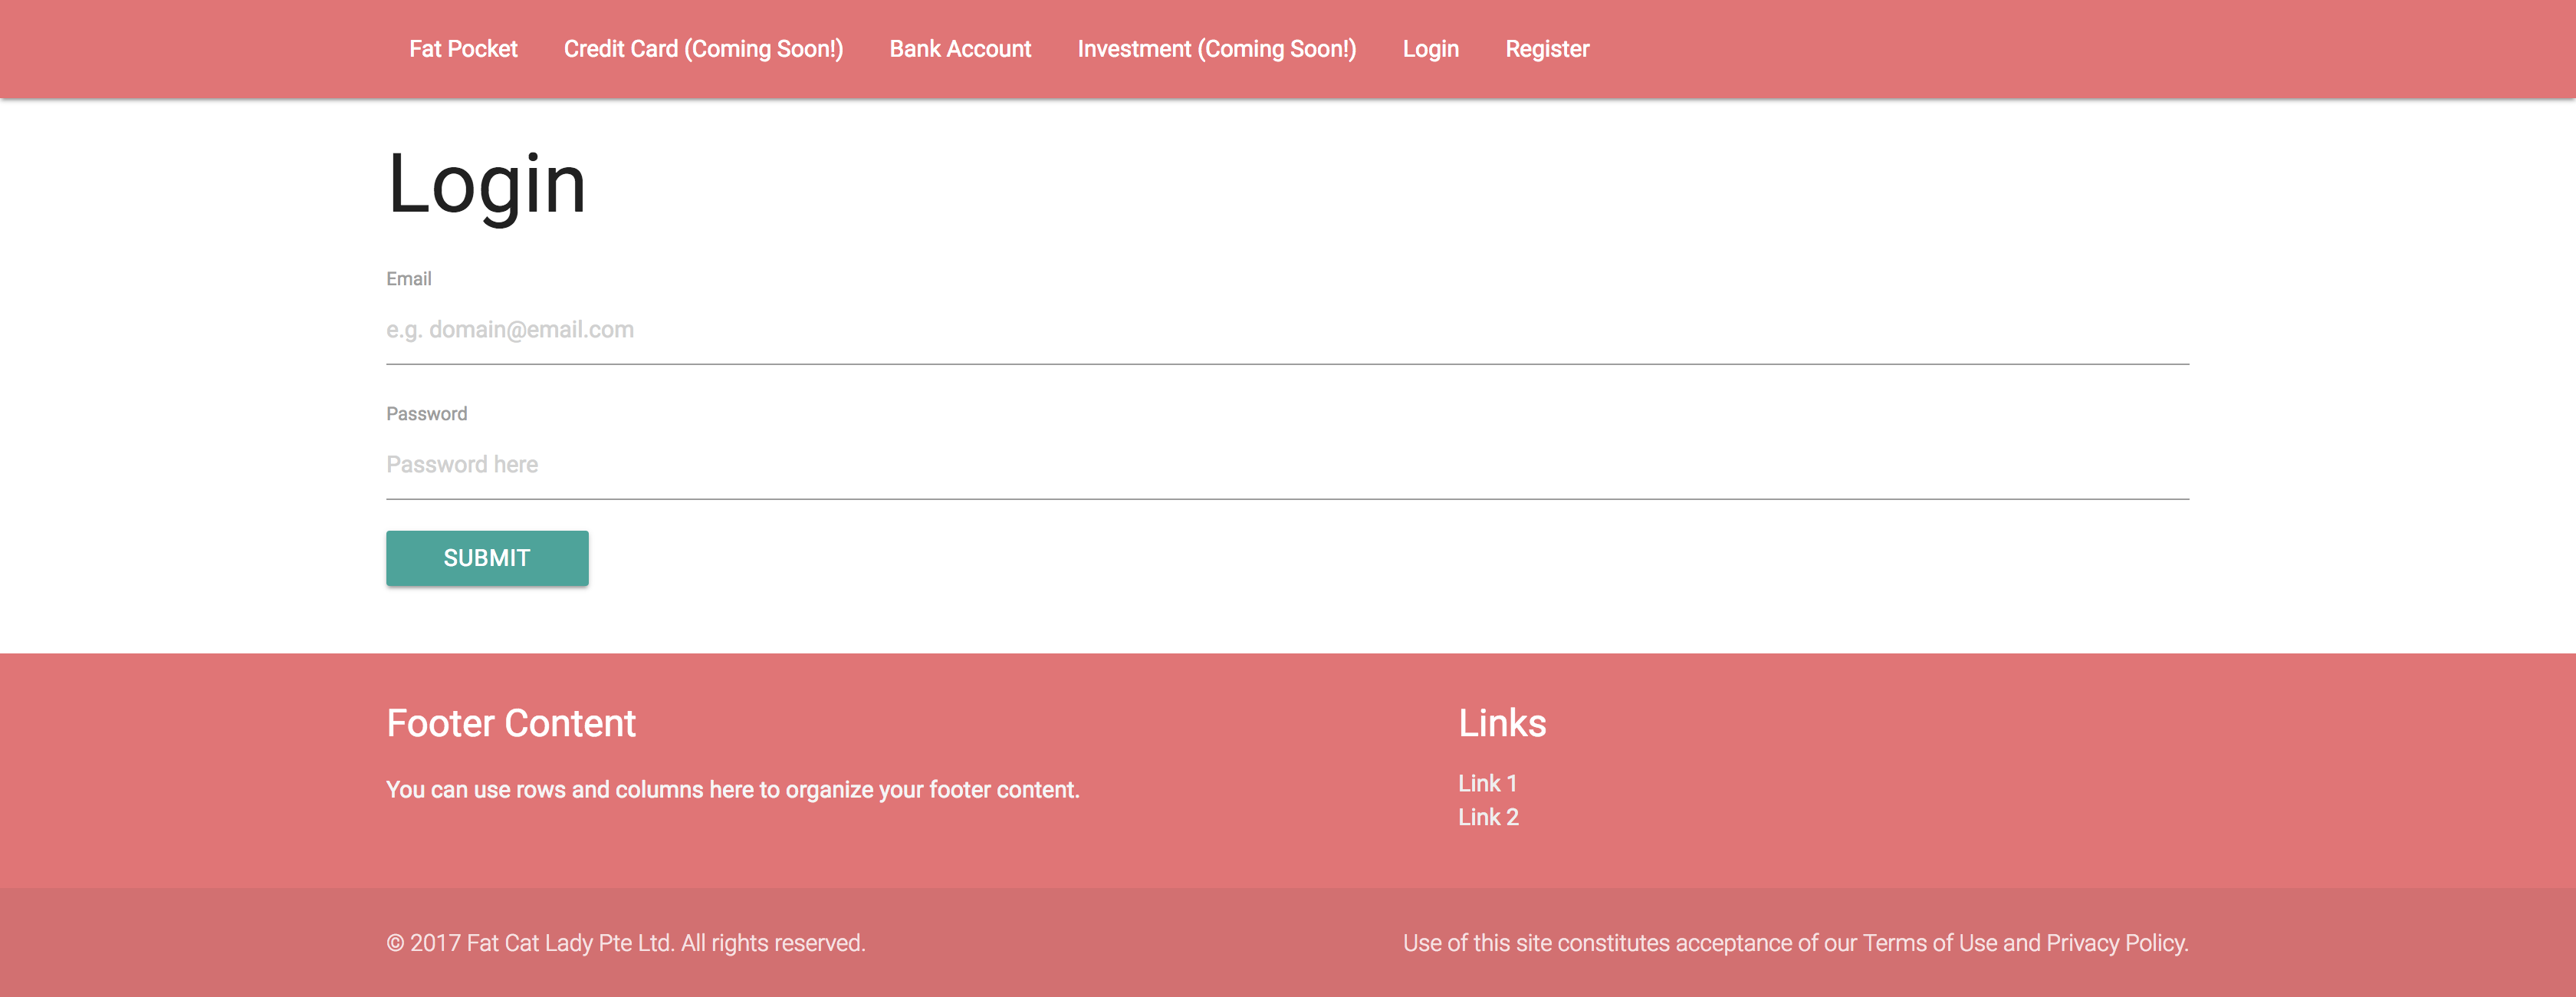 Fat Pocket Credit Card (Coming Soon!) Bank Account Investment (Coming Soon!) Login Register
Login
Email
e.g. domain@email.com
Password
Password here
SUBMIT
Footer Content
You can use rows and columns here to organize your footer content.
Links
Link 1
Link 2
© 2017 Fat Cat Lady Pte Ltd. All rights reserved.
Use of this site constitutes acceptance of our Terms of Use and Privacy Policy.